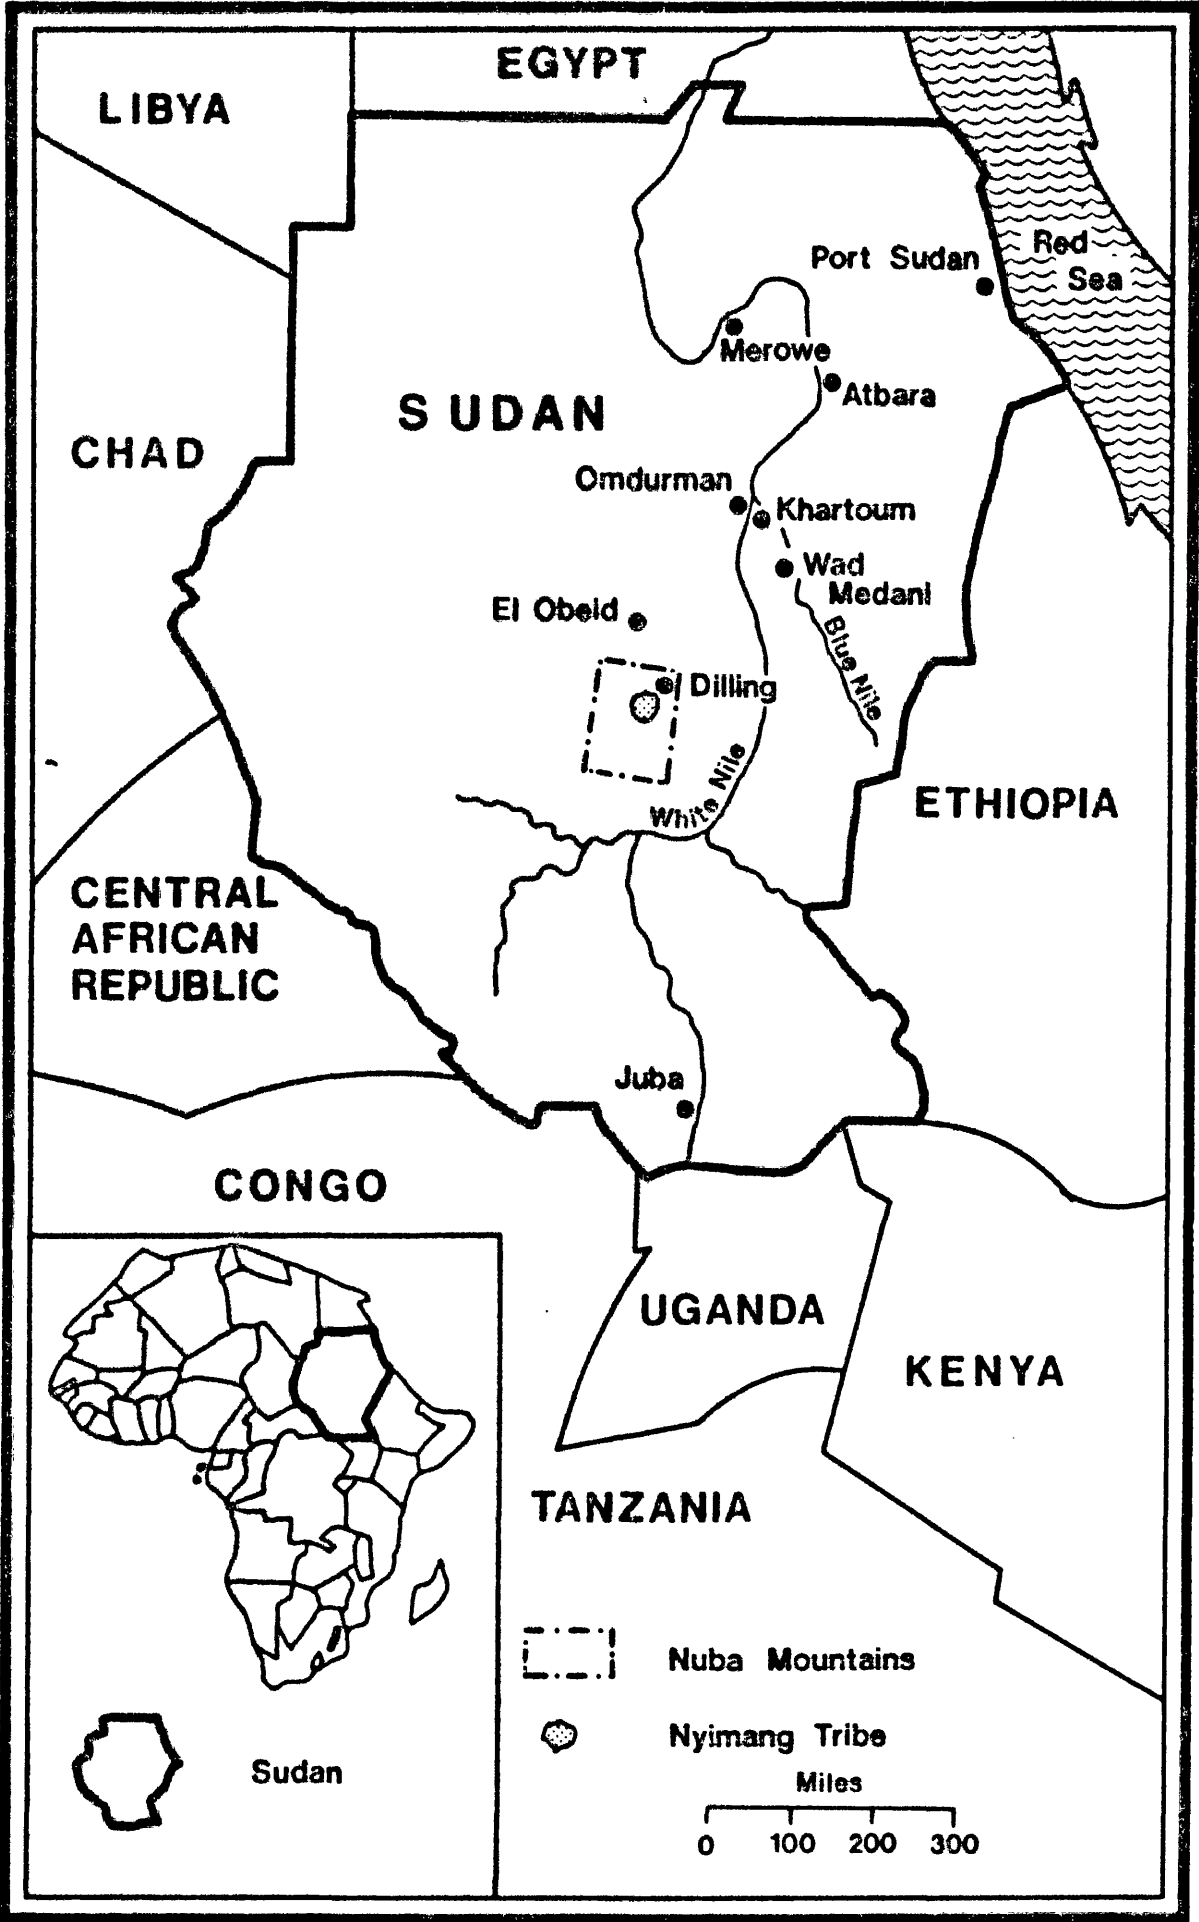 EGYPT
LIBYA
Red
Sea
Port Sudan
Merowe
Atbara
SUDAN
CHAD
Omdurman
Khartoum
Wad
Medani
El Obeid
Blue Nile
Dilling
White Nile
ETHIOPIA
CENTRAL
AFRICAN
REPUBLIC
Juba
CONGO
UGANDA
KENYA
TANZANIA
Nuba Mountains
Nyimang Tribe
Sudan
Miles
0 100 200 300